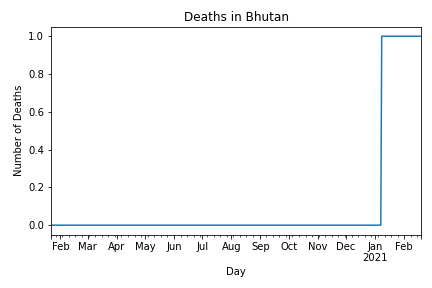 Deaths in Bhutan
Number of Deaths
1.0
0.8
0.6
0.4
0.2
0.0
Feb Mar Apr May Jun Jul Aug Sep Oct Nov Dec Jan Feb
2021
Day